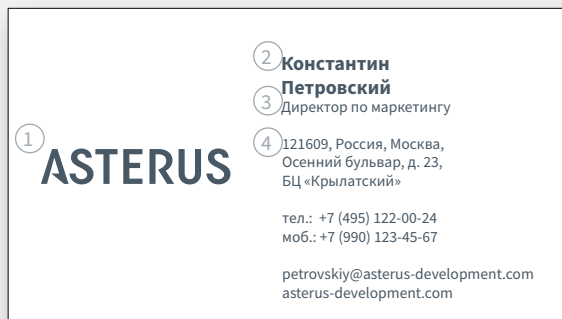 1
ASTERUS
2
Константин
Петровский
3
Директор по маркетингу
4
121609, Россия, Москва,
Осенний бульвар, д. 23,
БЦ «Крылатский»
тел.: +7 (495) 122-00-24
моб.: +7 (990) 123-45-67
petrovskiy@asterus-development.com
asterus-development.com